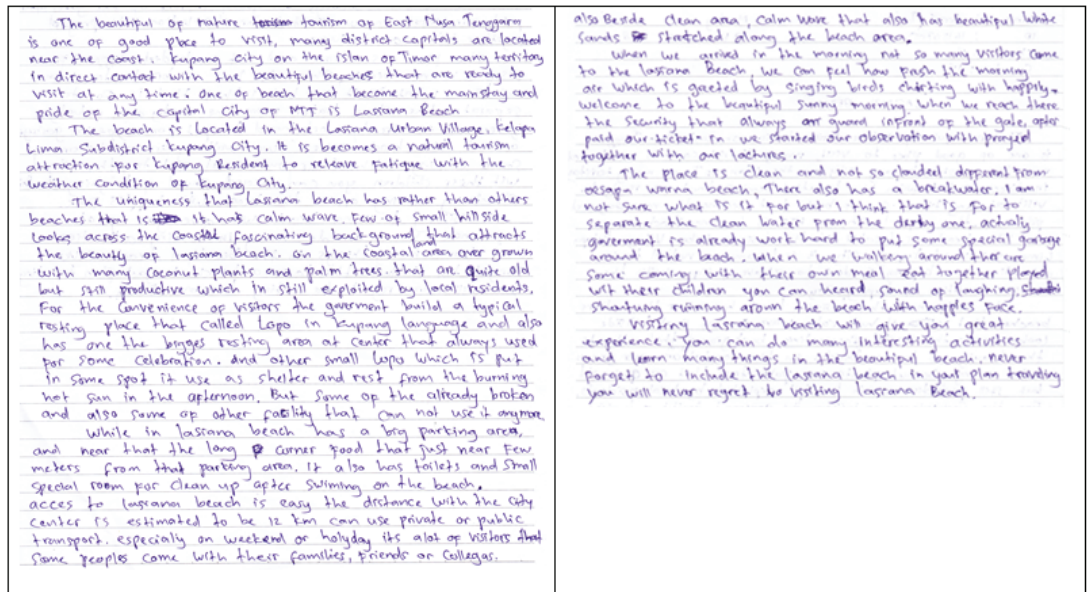 The beautiful of nature tourism of East Nusa Tenggara
is one of good place to visit, many district capitals are located
near the coast. Kupang City on the islan of Timor many territory
in direct contact with the beautiful beaches that are ready to
visit at any time. one of beach that become the mainstay and
pride of the capital City of NTT is Lasiana Beach
The beach is Located in the Lasiana Urban Village, Kelapa
Lima Subdistrict Kupang City. it is becomes a natural tourism
attraction for Kupang Resident to releave Fatique with the
weather condition of Kupang City.
The uniqueness that Lasiana beach has rather than others
beaches that is it has calm wave. Few of small hillside
Looks across the coastal fascinating background that attracts
the beauty of lasiana beach. on the coastal land area over grown
with many coconut plants and palm trees that are quite old
but still productive which in still exploited by local residents.
For the convenience of visitors the goverment build a typical
resting place that called Lopo in Kupang language and also
has one the bigges resting area at center that always used
for some celebration. And other small Lopo which is put
in some spot it use as shelter and rest from the burning
hot sun in the afternoon. But some of the already broken
and also some of other facility that can not use it anymore
While in lasiana beach has a big parking area,
and near that the long corner food that just near few
meters from that parking area. it also has toilets and small
special room for clean up after swiming on the beach.
acces to lasiana beach is easy the distance with the city
center is estimated to be 12 km can use private or public
transport. especially on weekend or holyday its alot of visitors that
some peoples come with their families, friends or collegas.
also Beside clean area, calm wave that also has beautiful white
sands stretched along the beach area.
When we arrived in the morning not so many visitors come
to the lasiana Beach, we can feel how fresh the morning
air which is gaeted by singing birds chirting with happily.
welcome to the beautiful sunny morning. when we reach there
the security that always guard infront of the gate, after
paid our ticket in we started our observation with prayed
together with our lactures.
The place is clean and not so clouded different from
oesapa warna beach. There also has a breakwater, I am
not sure what is it for but I think that is for to
separate the clean water from the derty one, actualy
goverment is already work hard to put some special garbage
around the beach. when we walkeny around ther are
some coming with their own meal eat together played
wit their children you can heard, sound of laughing,
shoutung running aroun the beach with happles face.
Visiting lasiana beach will give you great
experience. you can do many interesting activities
and learn many things in the beautiful beach. never
forget to include the lasiana beach in your plan traveling
you will never regret to visiting lasiana Beach.